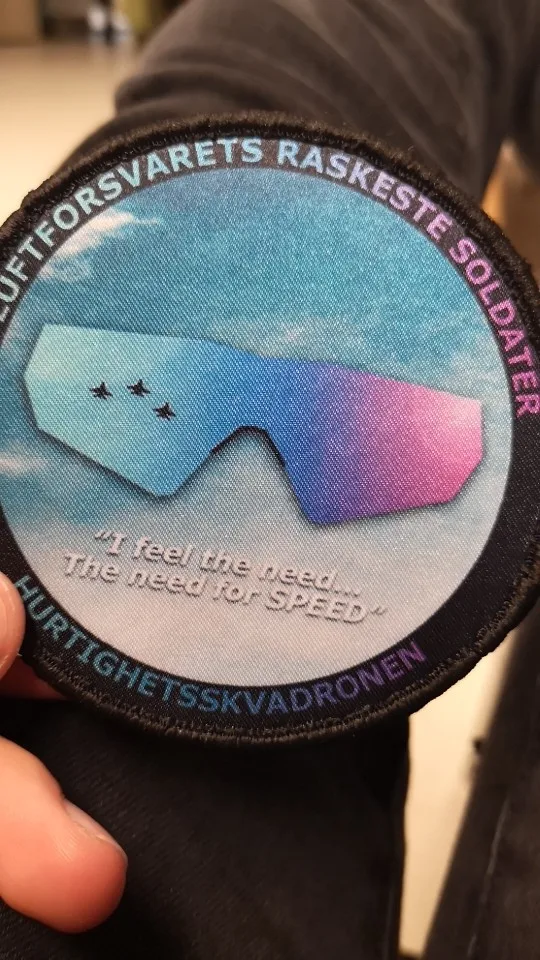 LUFTFORSVARETS RASKESTE SOLDATER
"I feel the need...
The need for SPEED"
HURTIGHETSSKVADRONEN